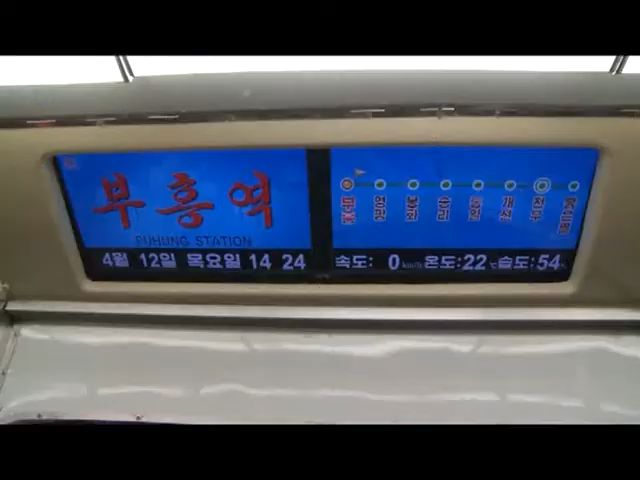 부흥역
PUHUNG STATION
4월 12일 목요일 14 24
부흥 영광 봉화 승리 통일 개선 전우 붉은별
속도: 0 km/h 온도:22 ℃ 습도:54